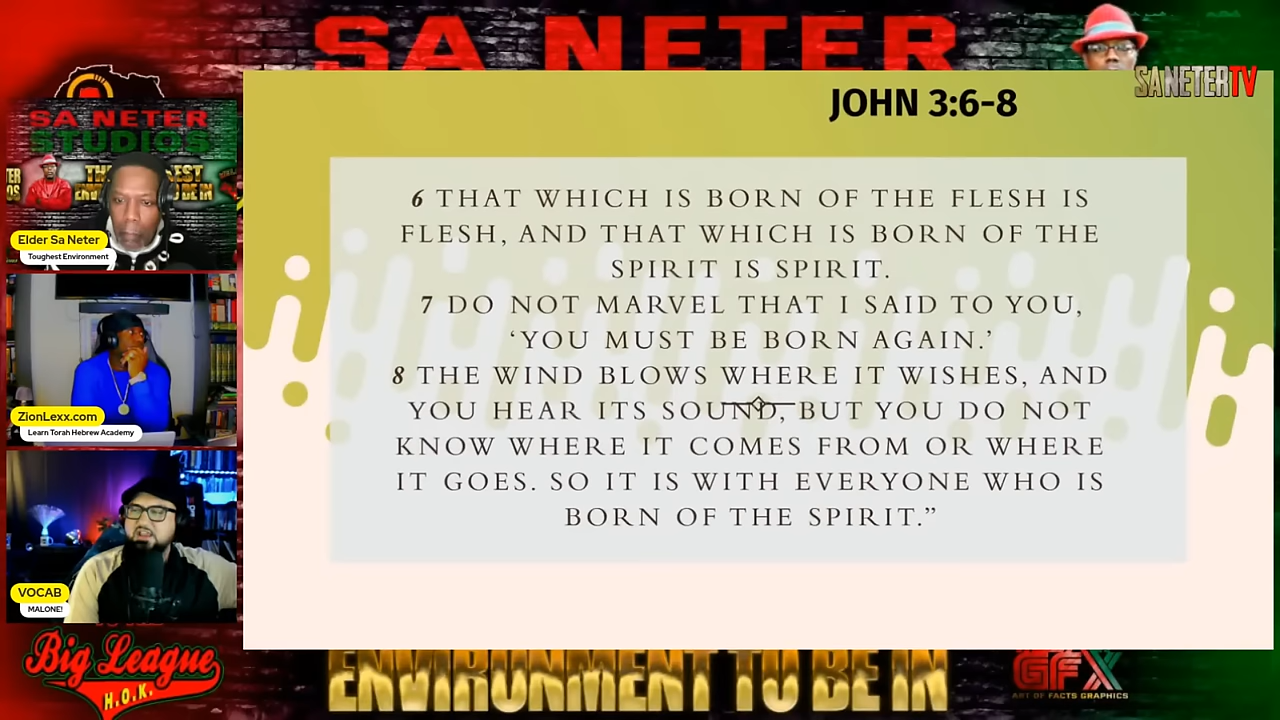 SA NETER
SANETERTV
JOHN 3:6-8
SA NETER
STUDIOS
Elder Sa Neter
Toughest Environment
6 THAT WHICH IS BORN OF THE FLESH IS
FLESH, AND THAT WHICH IS BORN OF THE
SPIRIT IS SPIRIT.
7 DO NOT MARVEL THAT I SAID TO YOU,
‘YOU MUST BE BORN AGAIN.’
8 THE WIND BLOWS WHERE IT WISHES, AND
YOU HEAR ITS SOUND, BUT YOU DO NOT
KNOW WHERE IT COMES FROM OR WHERE
IT GOES. SO IT IS WITH EVERYONE WHO IS
BORN OF THE SPIRIT.”
ZionLexx.com
Learn Torah Hebrew Academy
VOCAB
MALONE!
Big League
H.O.K.
ENVIRONMENT TO BE IN
GFX
ART OF FACTS GRAPHICS